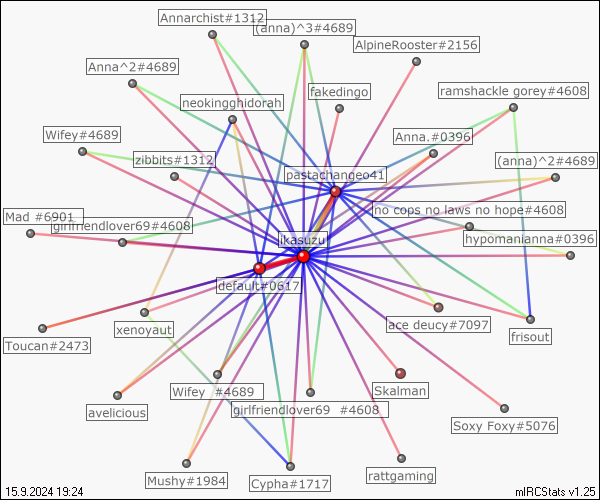 Annarchist#1312
(anna)^3#4689
AlpineRooster#2156
Anna^2#4689
fakedingo
ramshackle gorey#4608
neokingghidorah
Wifey#4689
Anna.#0396
zibbits#1312
(anna)^2#4689
pastachangeo41
Mad #6901
girlfriendlover69#4608
no cops no laws no hope#4608
ikasuzu
hypomanianna#0396
default#0617
xenoyaut
ace deucy#7097
frisout
Toucan#2473
Wifey  #4689
Skalman
avelicious
girlfriendlover69  #4608
Soxy Foxy#5076
Mushy#1984
Cypha#1717
rattgaming
15.9.2024 19:24
mIRCStats v1.25